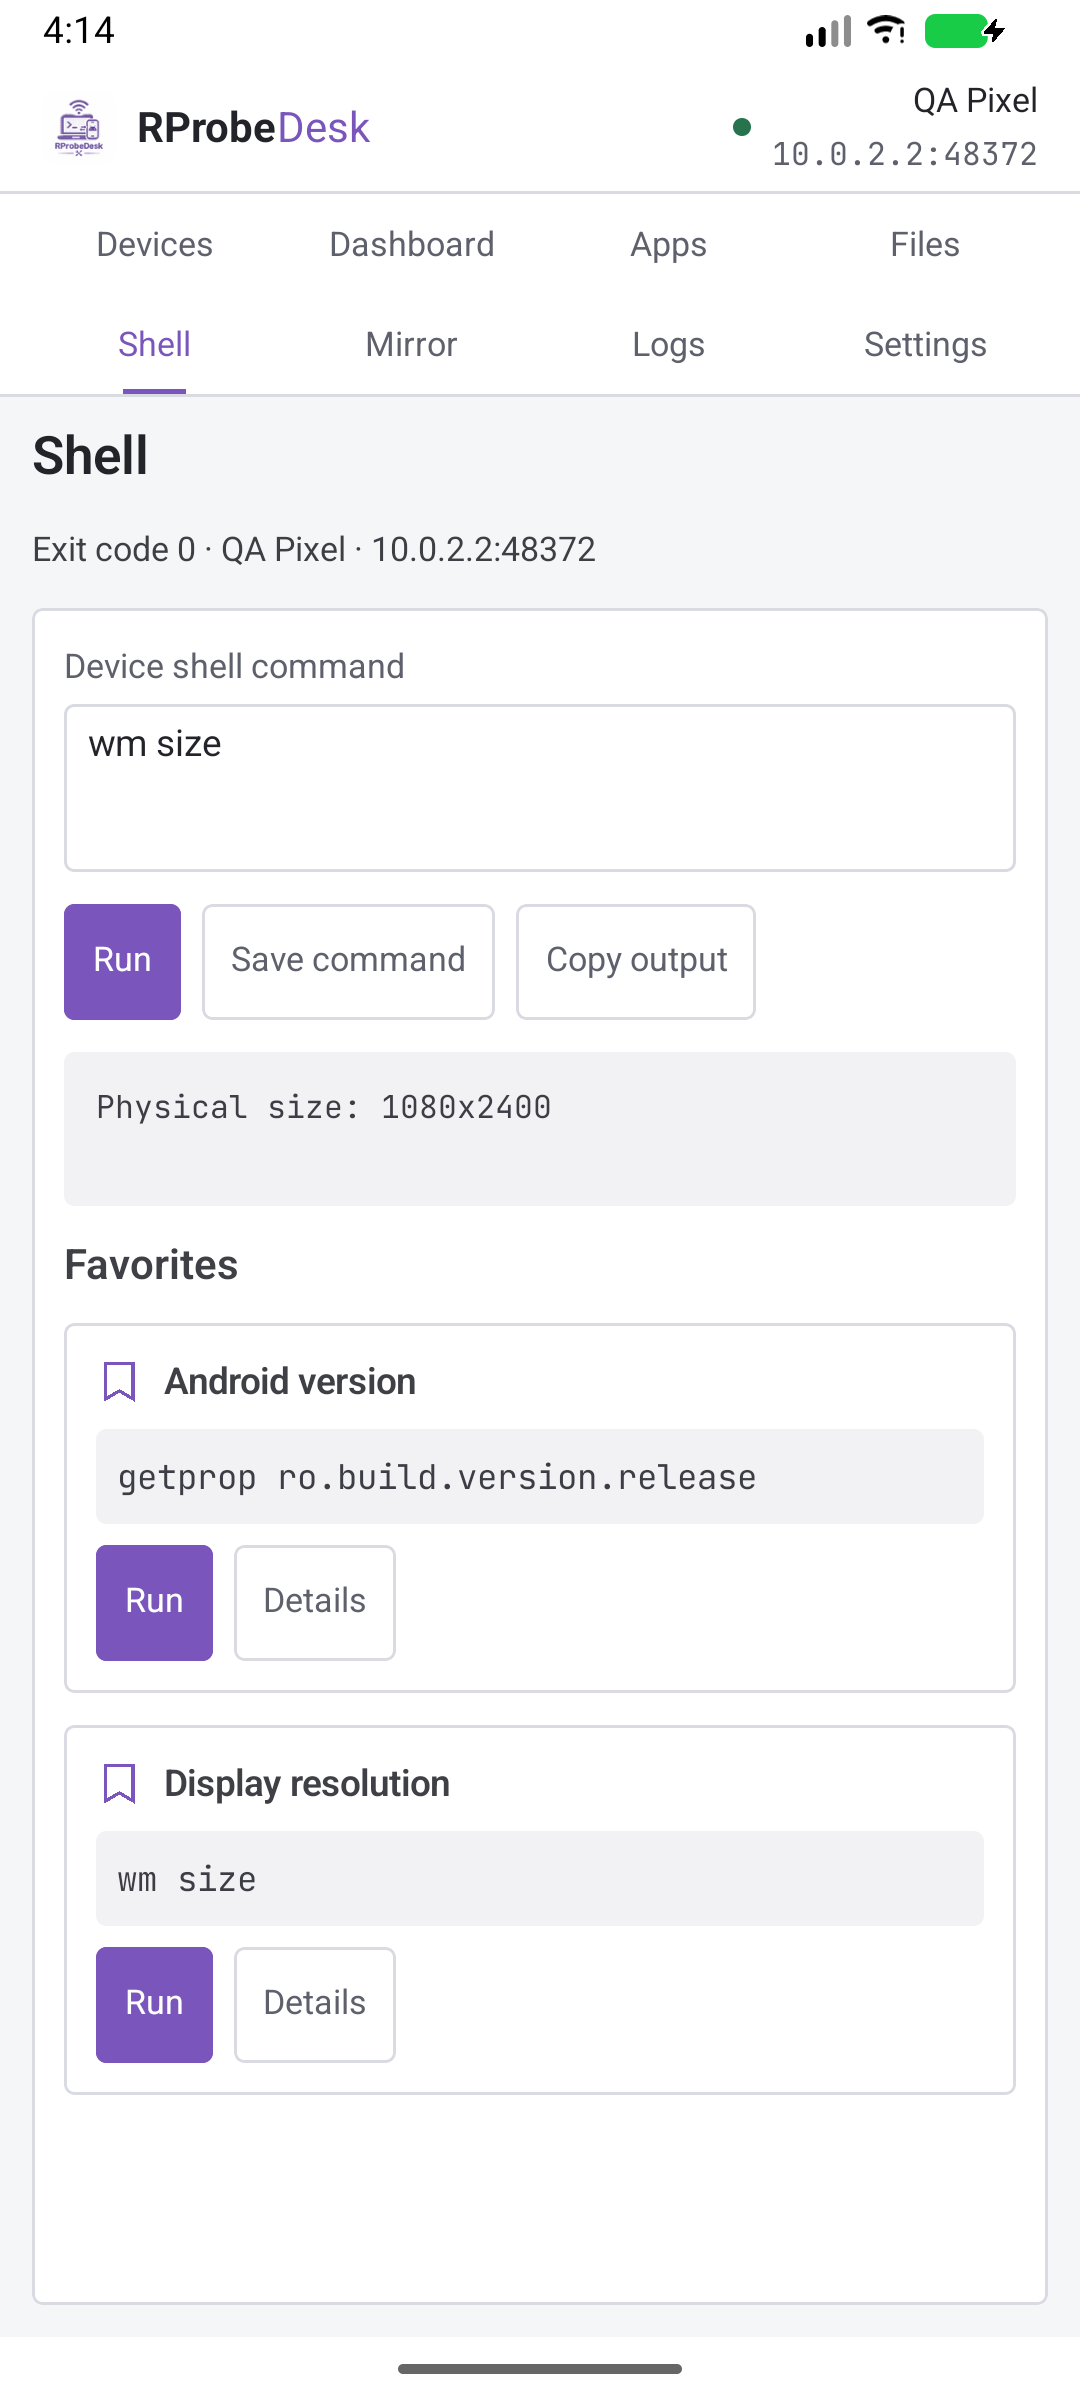 4:14
RProbeDesk
RProbeDesk
QA Pixel
10.0.2.2:48372
Devices
Dashboard
Apps
Files
Shell
Mirror
Logs
Settings
Shell
Exit code 0 · QA Pixel · 10.0.2.2:48372
Device shell command
wm size
Run
Save command
Copy output
Physical size: 1080x2400
Favorites
Android version
getprop ro.build.version.release
Run
Details
Display resolution
wm size
Run
Details